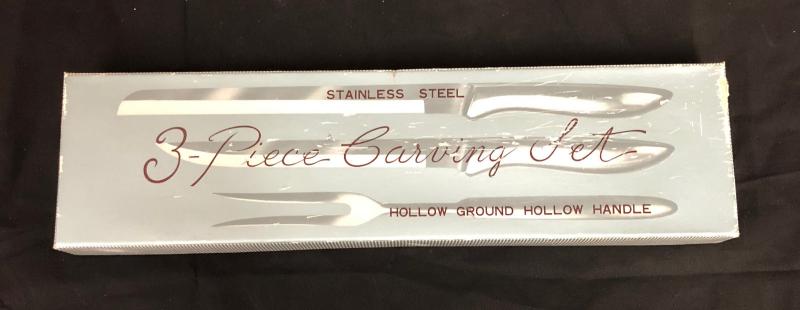 STAINLESS STEEL
3-Piece Carving Set
HOLLOW GROUND HOLLOW HANDLE